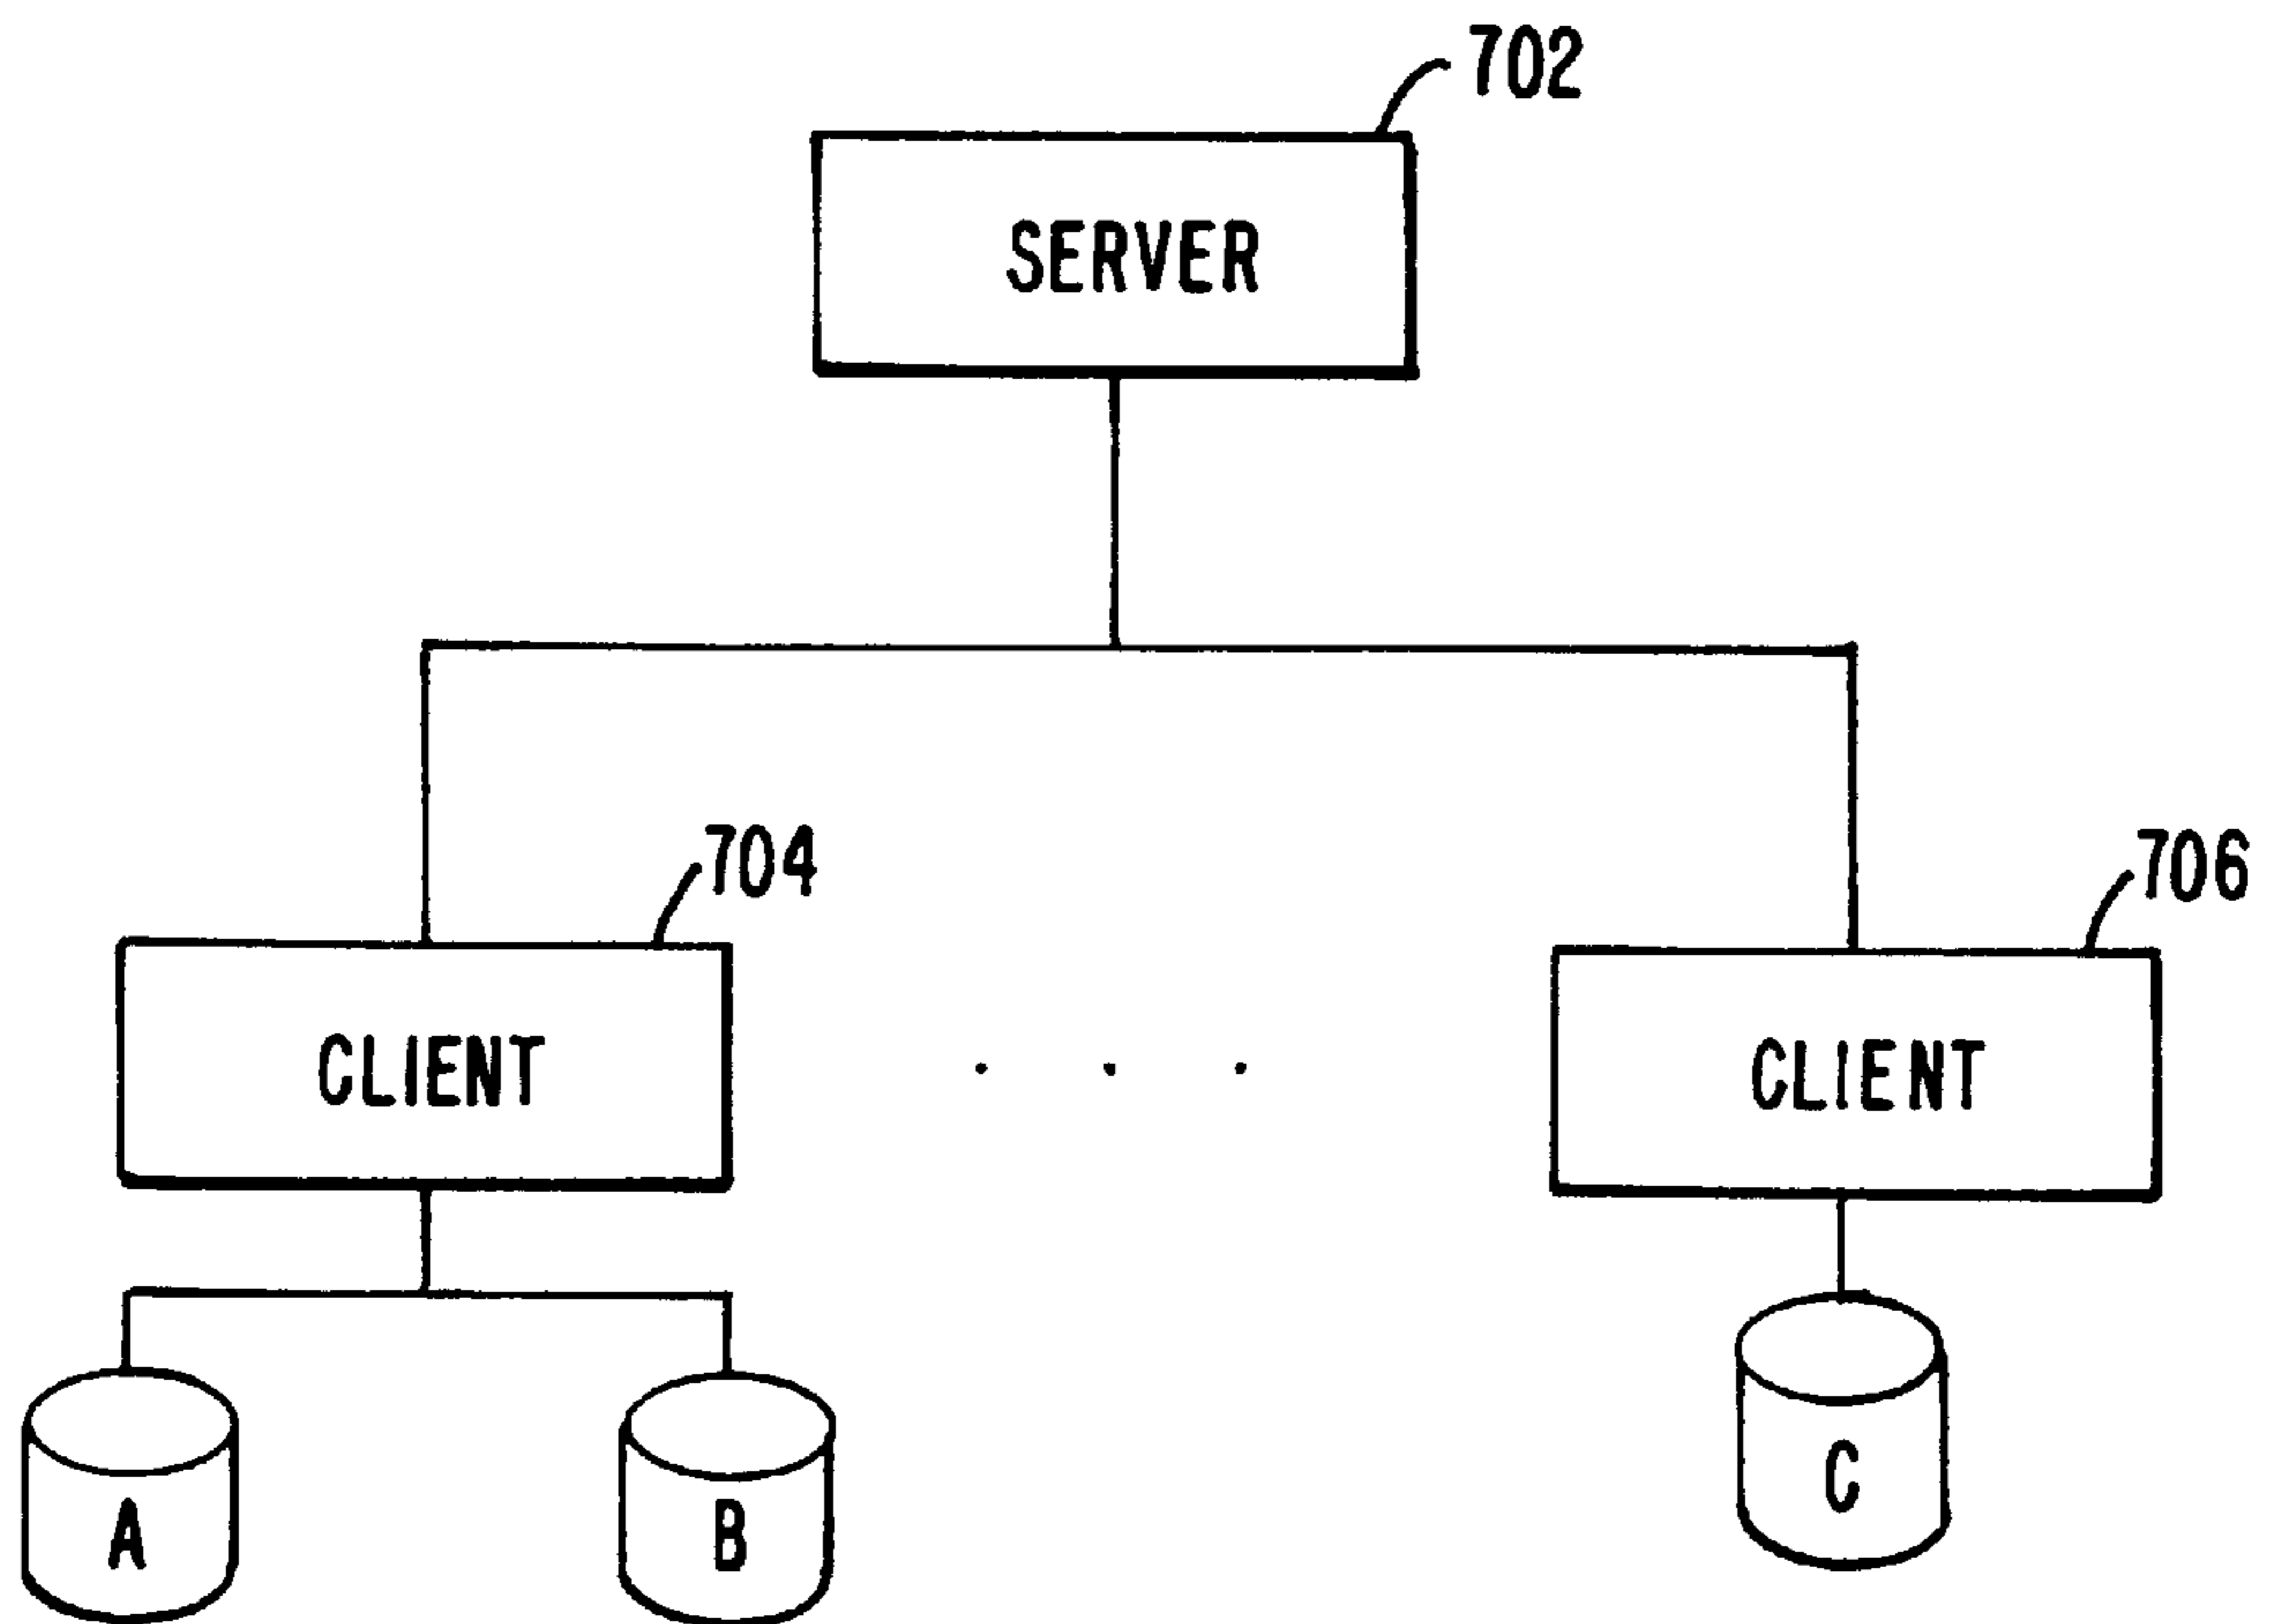 702
SERVER
704
706
CLIENT
. . .
CLIENT
A
B
C